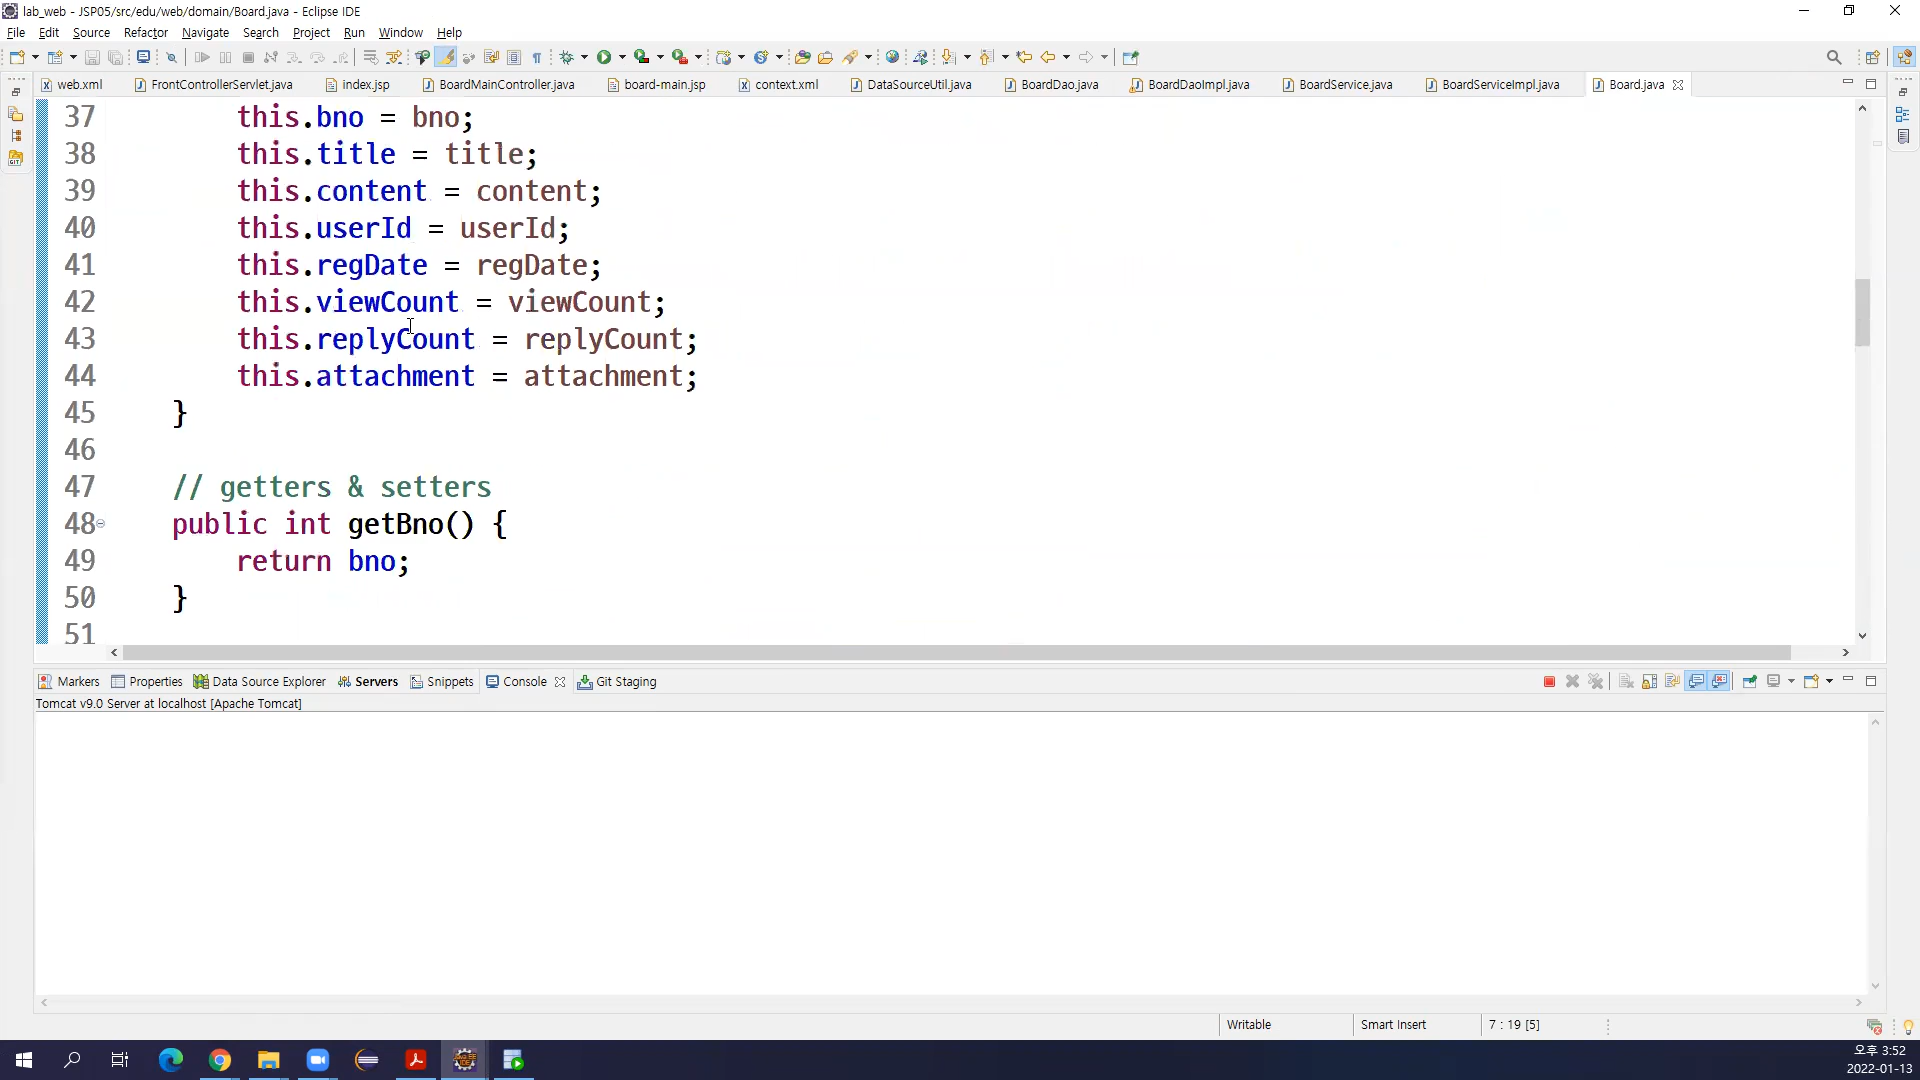 lab_web - JSP05/src/edu/web/domain/Board.java - Eclipse IDE
File Edit Source Refactor Navigate Search Project Run Window Help
web.xml FrontControllerServlet.java index.jsp BoardMainController.java board-main.jsp context.xml DataSourceUtil.java BoardDao.java BoardDaoImpl.java BoardService.java BoardServiceImpl.java Board.java
37 this.bno = bno;
38 this.title = title;
39 this.content = content;
40 this.userId = userId;
41 this.regDate = regDate;
42 this.viewCount = viewCount;
43 this.replyCount = replyCount;
44 this.attachment = attachment;
45 }
46
47 // getters & setters
48 public int getBno() {
49 return bno;
50 }
51
Markers Properties Data Source Explorer Servers Snippets Console Git Staging
Tomcat v9.0 Server at localhost [Apache Tomcat]
Writable Smart Insert 7 : 19 [5]
오후 3:52
2022-01-13